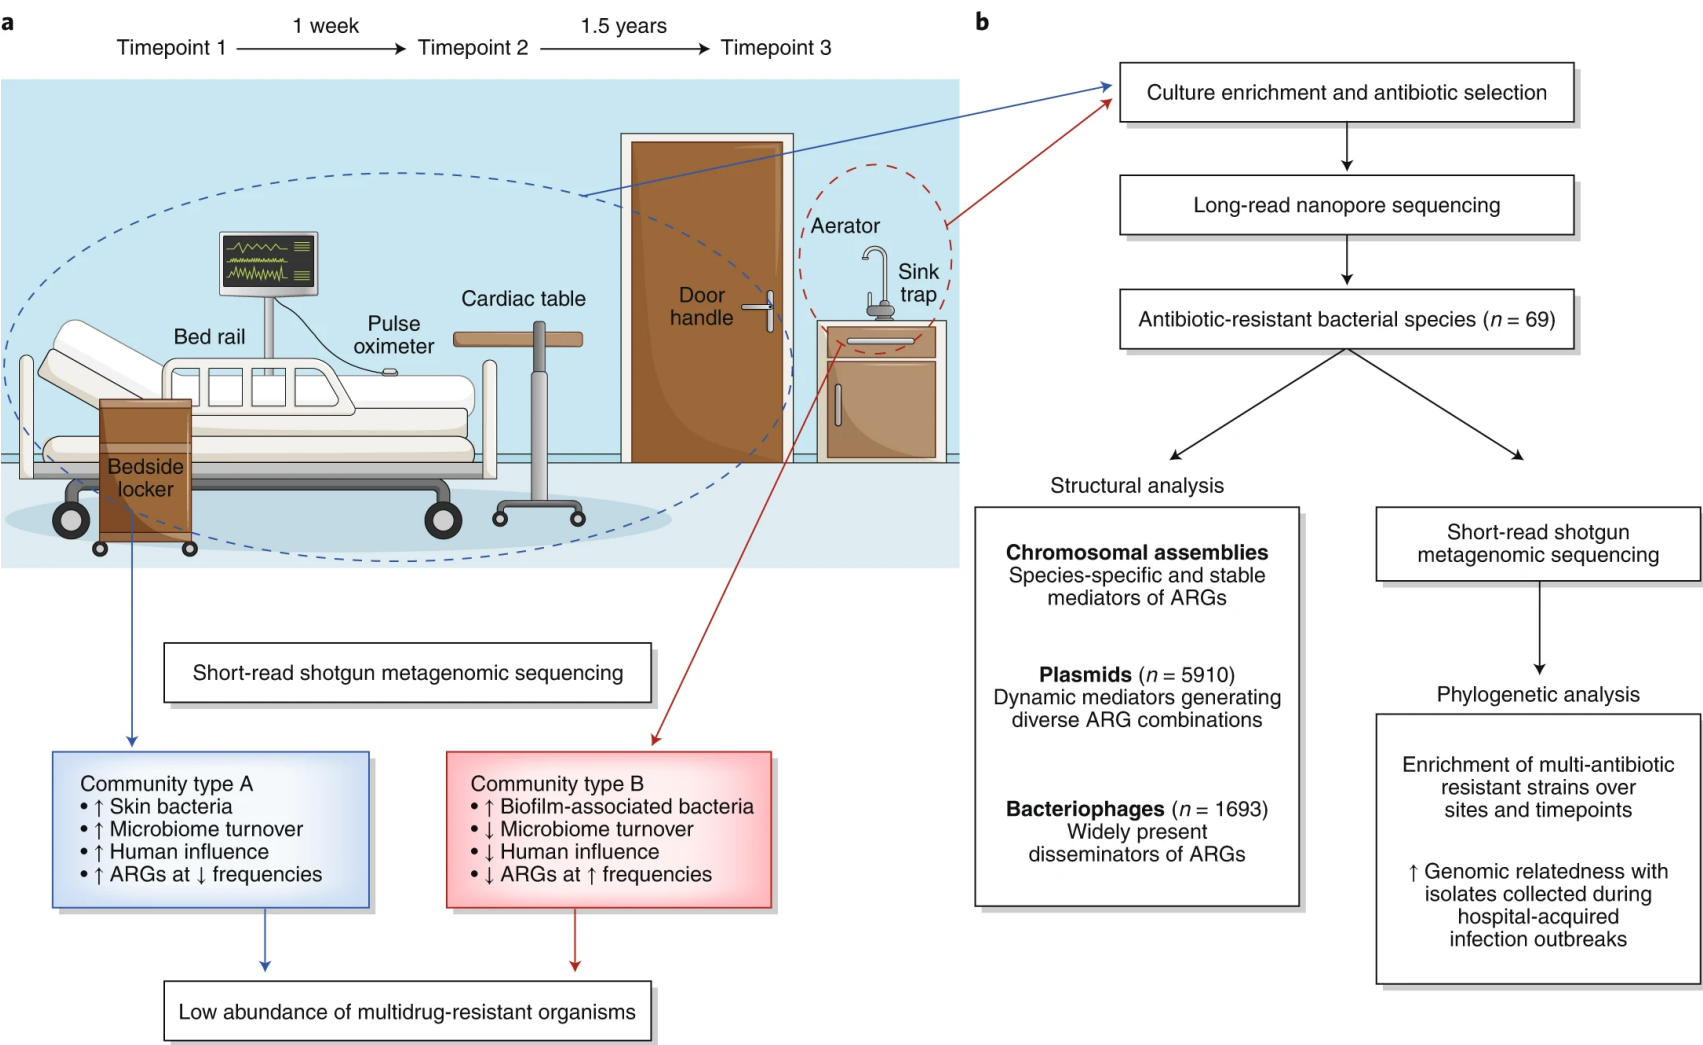 a
1 week
1.5 years
Timepoint 1
Timepoint 2
Timepoint 3
Aerator
Sink
trap
Door
handle
Cardiac table
Pulse
oximeter
Bed rail
Bedside
locker
Short-read shotgun metagenomic sequencing
Community type A
• ↑ Skin bacteria
• ↑ Microbiome turnover
• ↑ Human influence
• ↑ ARGs at ↓ frequencies
Community type B
• ↑ Biofilm-associated bacteria
• ↓ Microbiome turnover
• ↓ Human influence
• ↓ ARGs at ↑ frequencies
Low abundance of multidrug-resistant organisms
b
Culture enrichment and antibiotic selection
Long-read nanopore sequencing
Antibiotic-resistant bacterial species (n = 69)
Structural analysis
Chromosomal assemblies
Species-specific and stable
mediators of ARGs
Plasmids (n = 5910)
Dynamic mediators generating
diverse ARG combinations
Bacteriophages (n = 1693)
Widely present
disseminators of ARGs
Short-read shotgun
metagenomic sequencing
Phylogenetic analysis
Enrichment of multi-antibiotic
resistant strains over
sites and timepoints
↑ Genomic relatedness with
isolates collected during
hospital-acquired
infection outbreaks